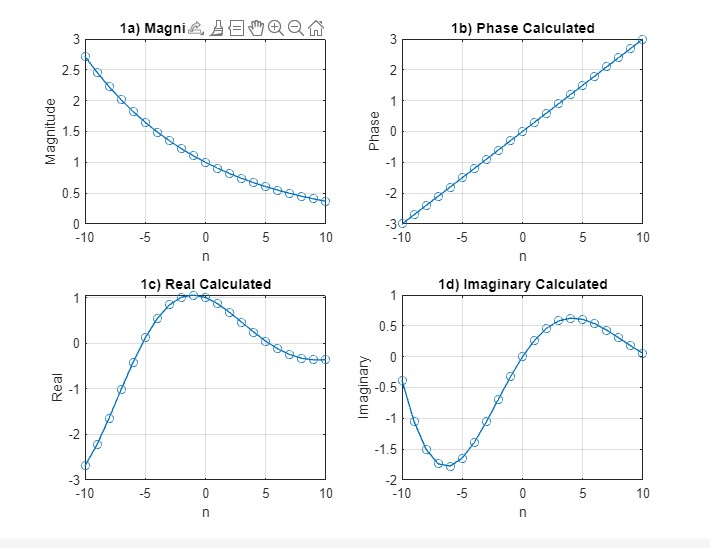 1a) Magni
3
2.5
2
1.5
1
0.5
0
Magnitude
-10 -5 0 5 10
n
1b) Phase Calculated
3
2
1
0
-1
-2
-3
Phase
-10 -5 0 5 10
n
1c) Real Calculated
1
0
-1
-2
-3
Real
-10 -5 0 5 10
n
1d) Imaginary Calculated
1
0.5
0
-0.5
-1
-1.5
-2
Imaginary
-10 -5 0 5 10
n